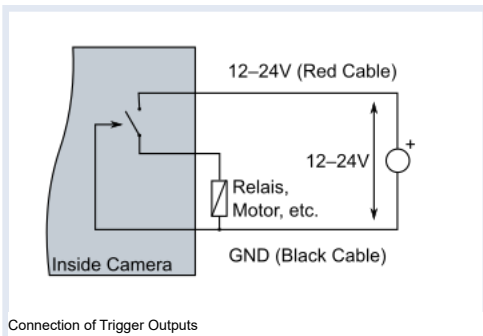 12–24V (Red Cable)
+
12–24V
Relais,
Motor, etc.
GND (Black Cable)
Inside Camera
Connection of Trigger Outputs